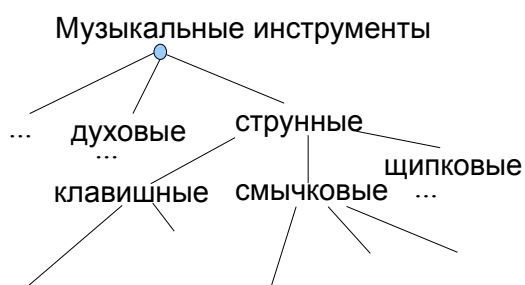 Музыкальные инструменты
... духовые струнные
...
щипковые
клавишные смычковые ...